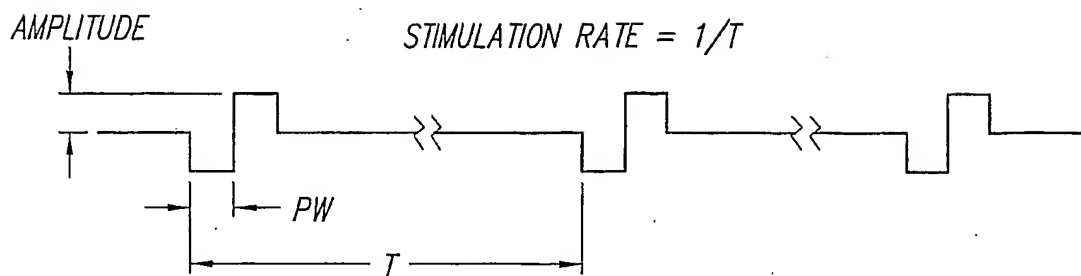 AMPLITUDE
STIMULATION RATE = 1/T
PW
T